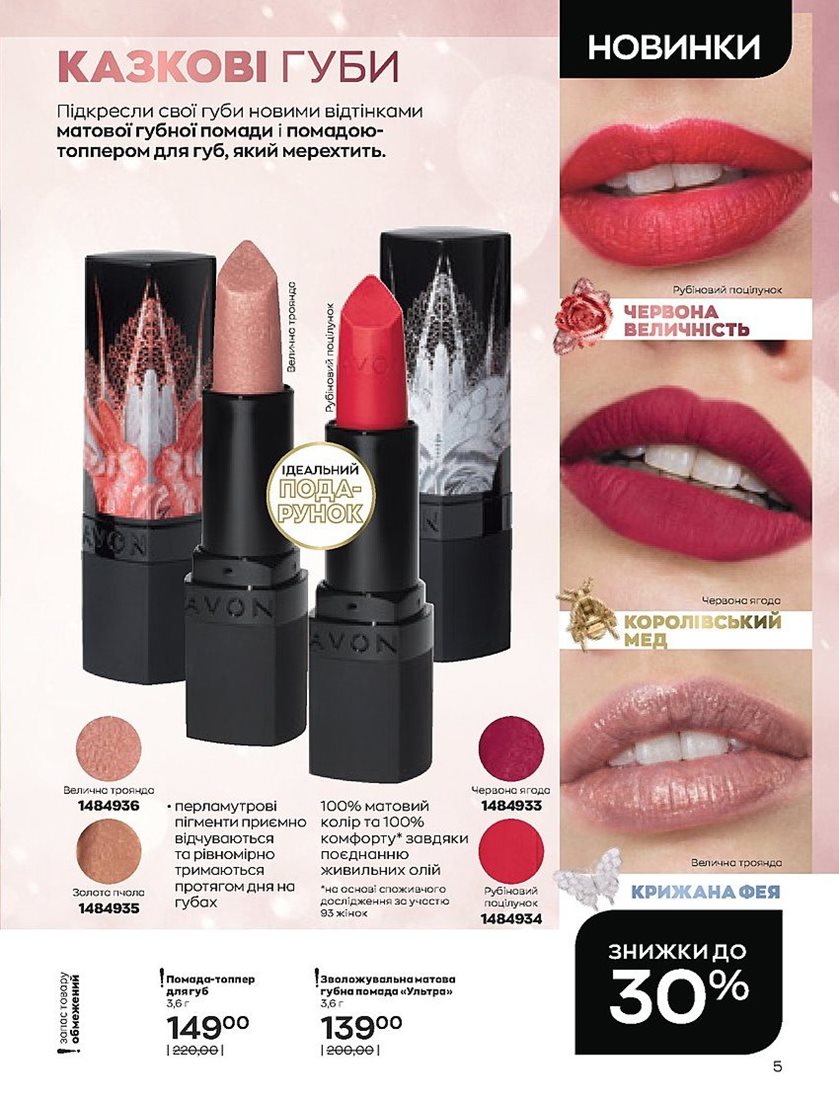 НОВИНКИ
КАЗКОВІ ГУБИ
Підкресли свої губи новими відтінками
матової губної помади і помадою-
топпером для губ, який мерехтить.
Велична троянда
Рубіновий поцілунок
AVON
ІДЕАЛЬНИЙ
ПОДА-
РУНОК
AVON
AVON
AVON
Рубіновий поцілунок
ЧЕРВОНА
ВЕЛИЧНІСТЬ
Червона ягода
КОРОЛІВСЬКИЙ
МЕД
Велична троянда
КРИЖАНА ФЕЯ
Велична троянда
1484936
Золота пчола
1484935
• перламутрові
пігменти приємно
відчуваються
та рівномірно
тримаються
протягом дня на
губах
100% матовий
колір та 100%
комфорту* завдяки
поєднанню
живильних олій
*на основі споживчого
дослідження за участю
93 жінок
Червона ягода
1484933
Рубіновий
поцілунок
1484934
! запас товару
обмежений
! Помада-топпер
для губ
3,6 г
149⁰⁰
| 220,00 |
! Зволожувальна матова
губна помада «Ультра»
3,6 г
139⁰⁰
| 200,00 |
ЗНИЖКИ ДО
30%
5